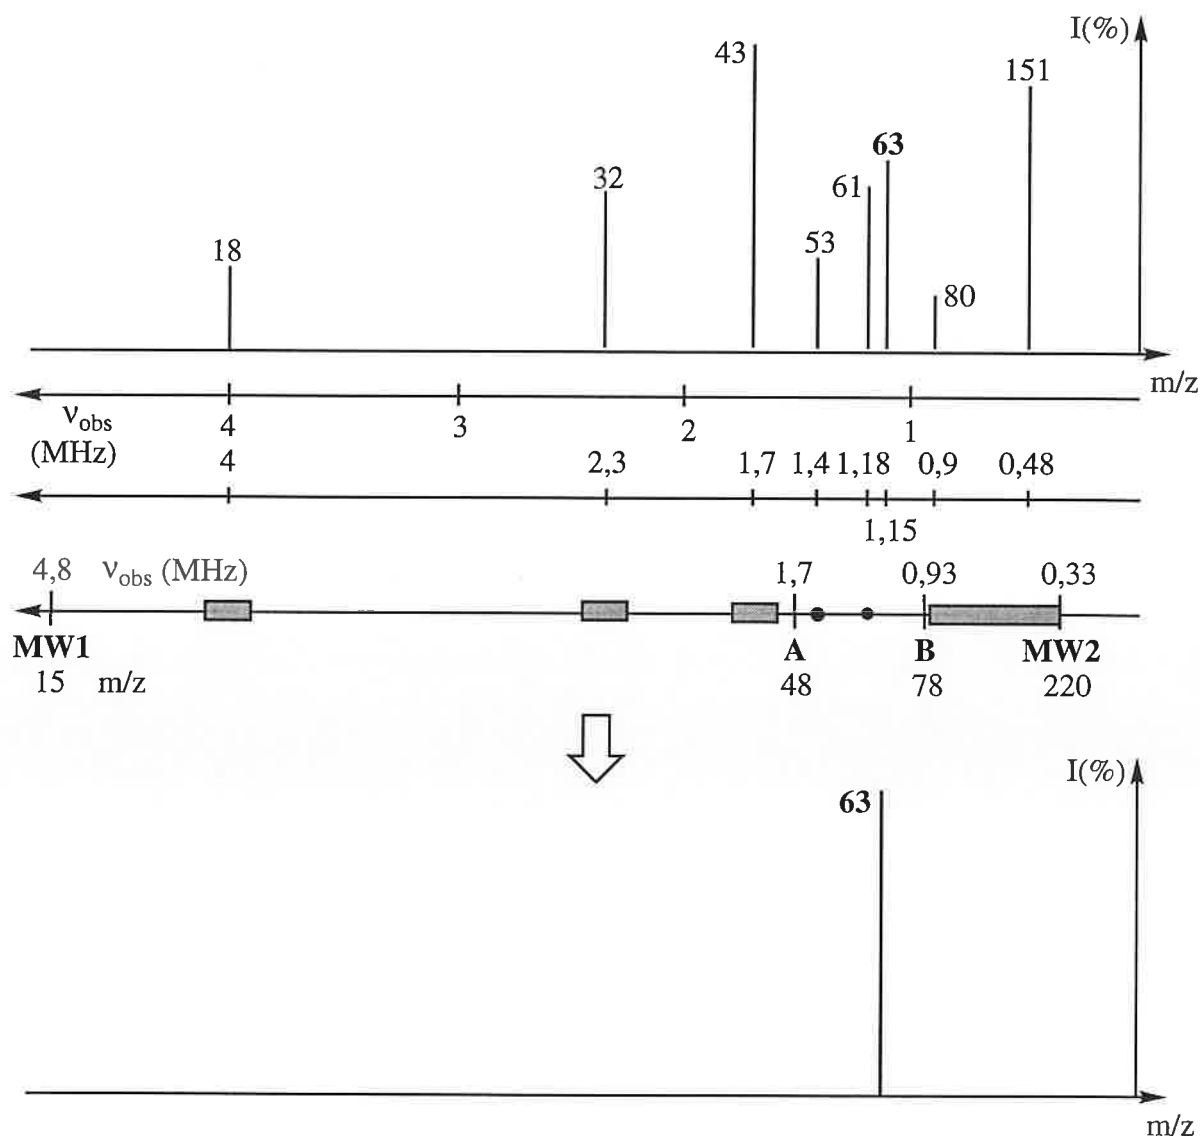 I(%)
43
151
63
32
61
53
18
80
m/z
νobs
(MHz)
4 3 2 1
4 2,3 1,7 1,4 1,18 0,9 0,48
1,15
4,8 νobs (MHz) 1,7 0,93 0,33
MW1 A B MW2
15 m/z 48 78 220
I(%)
63
m/z